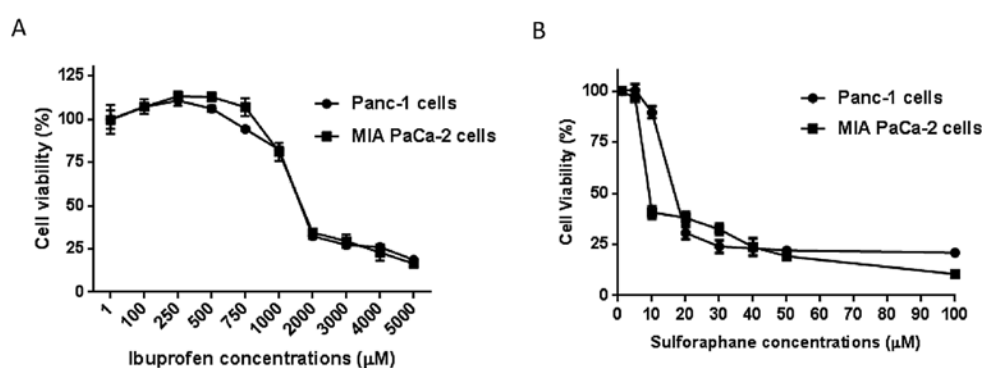 A
125
100
75
50
25
0
Cell viability (%)
Panc-1 cells
MIA PaCa-2 cells
1
100
250
500
750
1000
2000
3000
4000
5000
Ibuprofen concentrations (µM)
B
100
75
50
25
0
Cell Viability (%)
Panc-1 cells
MIA PaCa-2 cells
0 10 20 30 40 50 60 70 80 90 100
Sulforaphane concentrations (µM)